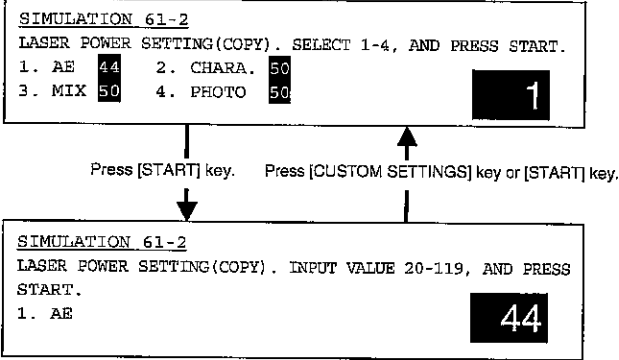 SIMULATION 61-2
LASER POWER SETTING(COPY). SELECT 1-4, AND PRESS START.
1. AE 44 2. CHARA. 50
3. MIX 50 4. PHOTO 50
1
Press [START] key. Press [CUSTOM SETTINGS] key or [START] key.
SIMULATION 61-2
LASER POWER SETTING(COPY). INPUT VALUE 20-119, AND PRESS
START.
1. AE
44